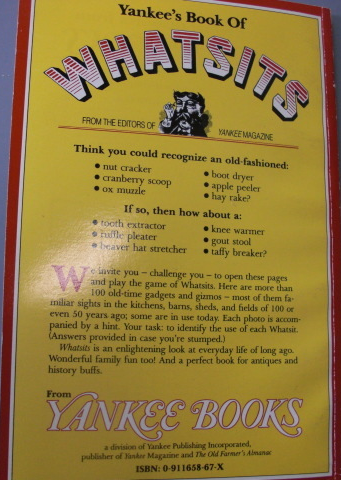 Yankee's Book Of
WHATSITS
FROM THE EDITORS OF YANKEE MAGAZINE
Think you could recognize an old-fashioned:
• nut cracker
• cranberry scoop
• ox muzzle
• boot dryer
• apple peeler
• hay rake?
If so, then how about a:
• tooth extractor
• ruffle pleater
• beaver hat stretcher
• knee warmer
• gout stool
• taffy breaker?
We invite you – challenge you – to open these pages
and play the game of Whatsits. Here are more than
100 old-time gadgets and gizmos – most of them fa-
miliar sights in the kitchens, barns, sheds, and fields of 100 or
even 50 years ago; some are in use today. Each photo is accom-
panied by a hint. Your task: to identify the use of each Whatsit.
(Answers provided in case you're stumped.)
Whatsits is an enlightening look at everyday life of long ago.
Wonderful family fun too! And a perfect book for antiques and
history buffs.
From
YANKEE BOOKS
a division of Yankee Publishing Incorporated,
publisher of Yankee Magazine and The Old Farmer's Almanac
ISBN: 0-911658-67-X